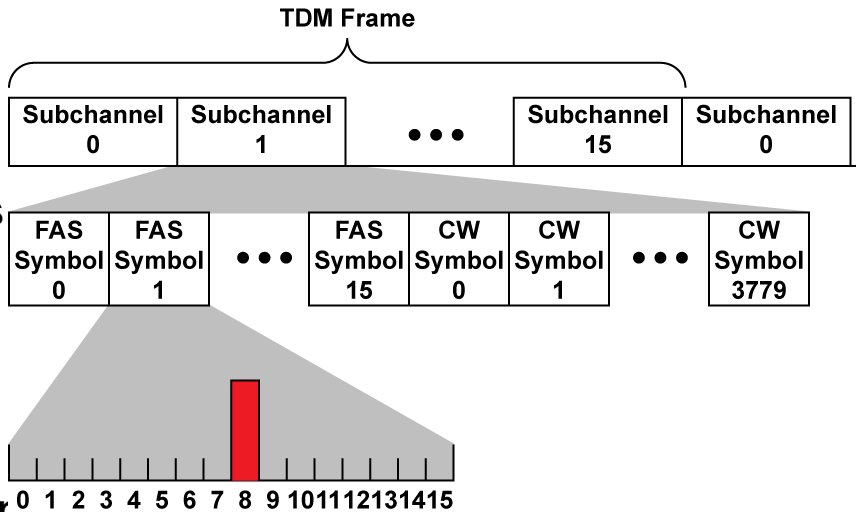 TDM Frame
Subchannel 0
Subchannel 1
•••
Subchannel 15
Subchannel 0
FAS Symbol 0
FAS Symbol 1
•••
FAS Symbol 15
CW Symbol 0
CW Symbol 1
•••
CW Symbol 3779
0 1 2 3 4 5 6 7 8 9 10 11 12 13 14 15